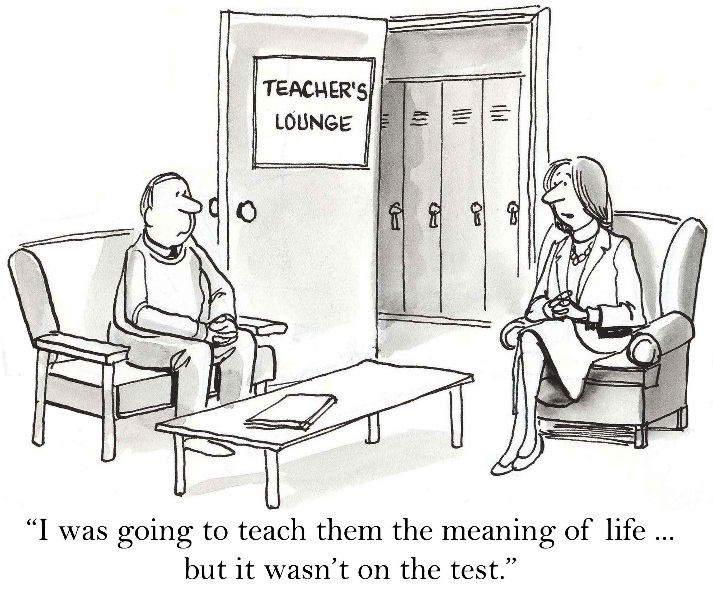 TEACHER'S
LOUNGE
“I was going to teach them the meaning of life ...
but it wasn’t on the test.”